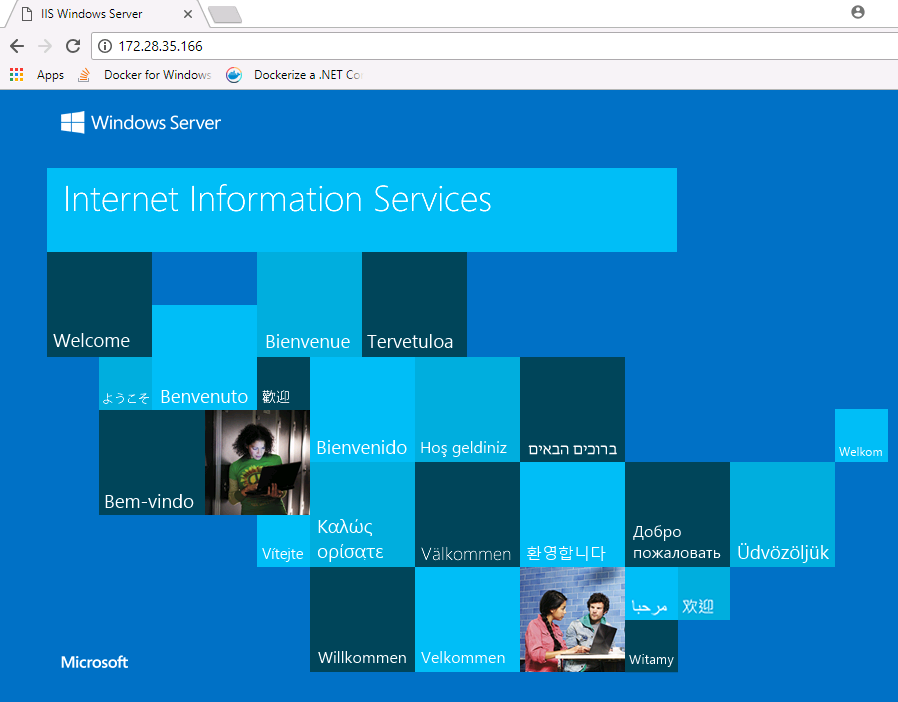 IIS Windows Server
172.28.35.166
Apps
Docker for Windows
Dockerize a .NET Co
Windows Server
Internet Information Services
Welcome
Bienvenue
Tervetuloa
ようこそ
Benvenuto
歡迎
Bienvenido
Hoş geldiniz
ברוכים הבאים
Welkom
Bem-vindo
Vítejte
Καλώς
ορίσατε
Välkommen
환영합니다
Добро
пожаловать
Üdvözöljük
Willkommen
Velkommen
مرحبا
欢迎
Witamy
Microsoft